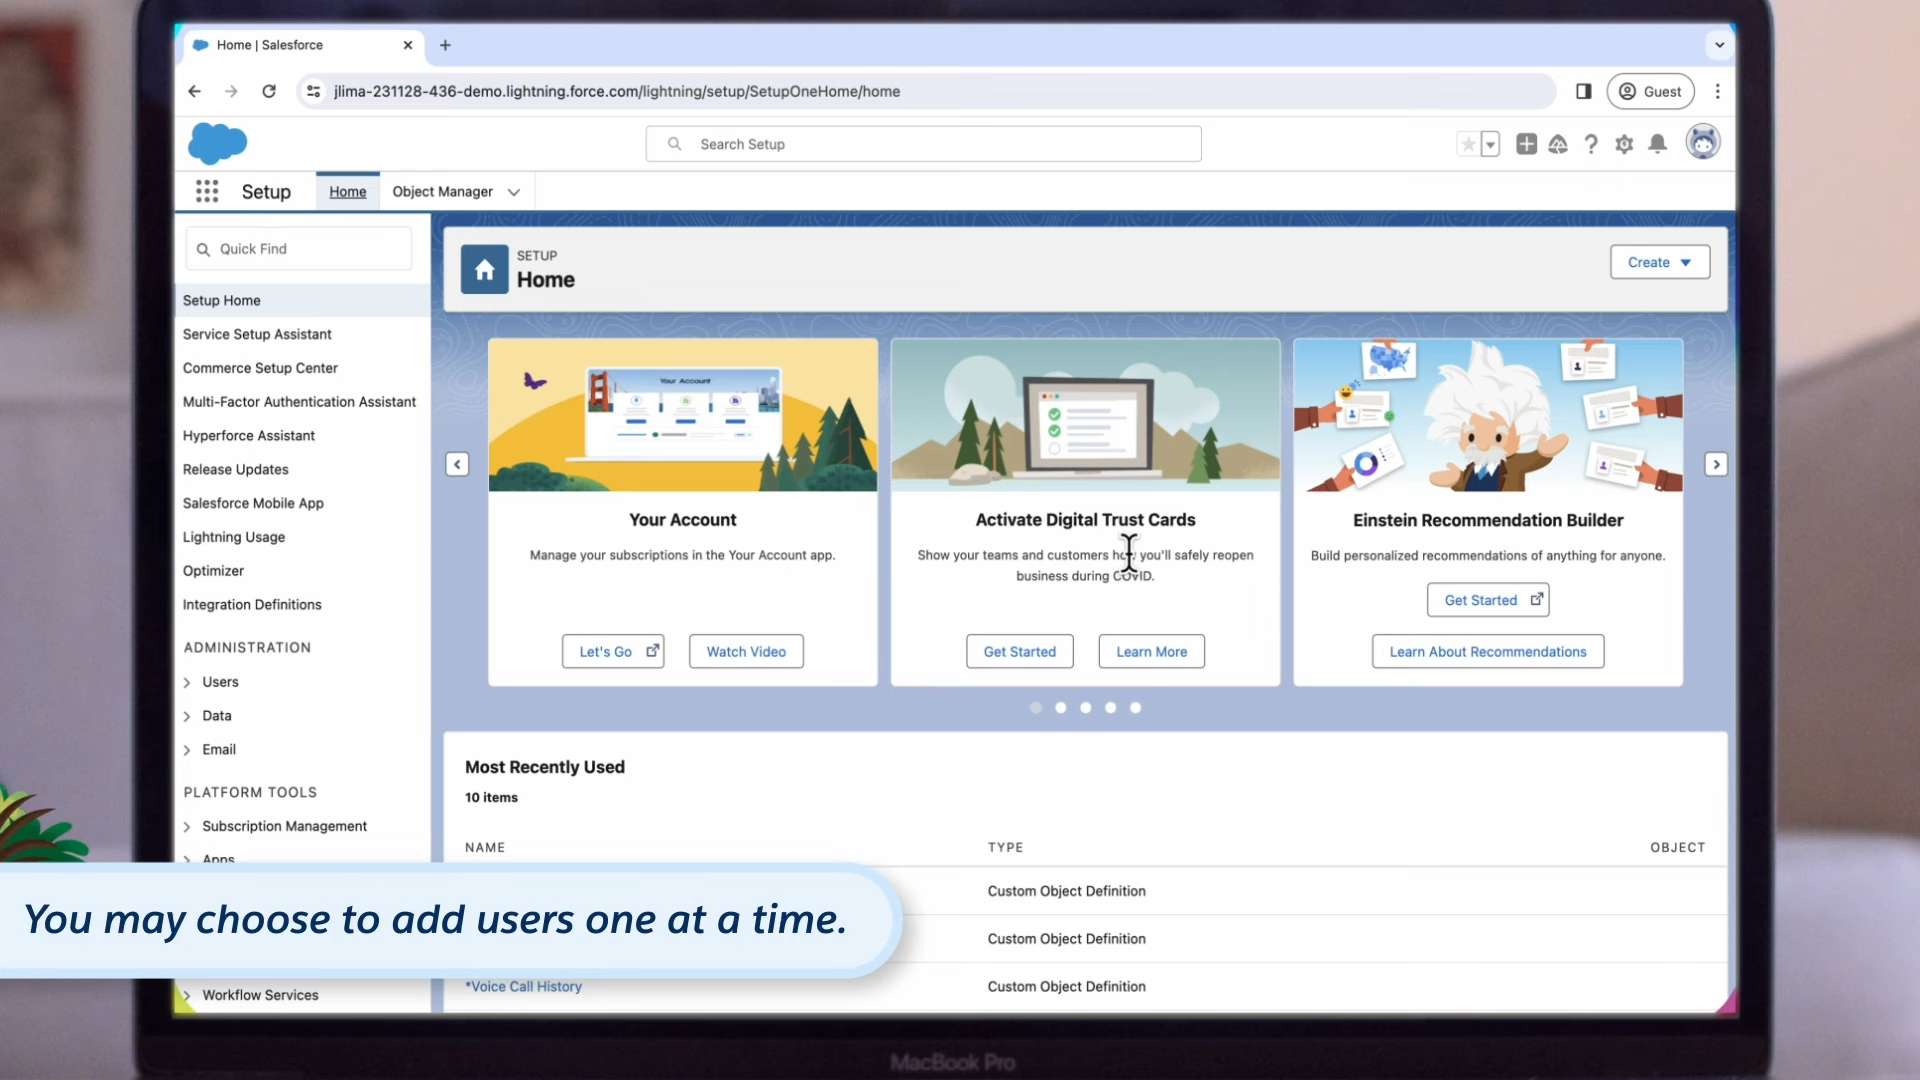 Home | Salesforce
jlima-231128-436-demo.lightning.force.com/lightning/setup/SetupOneHome/home
Guest
Search Setup
Setup
Home
Object Manager
Quick Find
Setup Home
Service Setup Assistant
Commerce Setup Center
Multi-Factor Authentication Assistant
Hyperforce Assistant
Release Updates
Salesforce Mobile App
Lightning Usage
Optimizer
Integration Definitions
ADMINISTRATION
Users
Data
Email
PLATFORM TOOLS
Subscription Management
Apps
Workflow Services
SETUP
Home
Create
Your Account
Your Account
Manage your subscriptions in the Your Account app.
Let's Go
Watch Video
Activate Digital Trust Cards
Show your teams and customers how you'll safely reopen
business during COVID.
Get Started
Learn More
Einstein Recommendation Builder
Build personalized recommendations of anything for anyone.
Get Started
Learn About Recommendations
Most Recently Used
10 items
NAME
TYPE
OBJECT
Custom Object Definition
Custom Object Definition
*Voice Call History
Custom Object Definition
You may choose to add users one at a time.
MacBook Pro